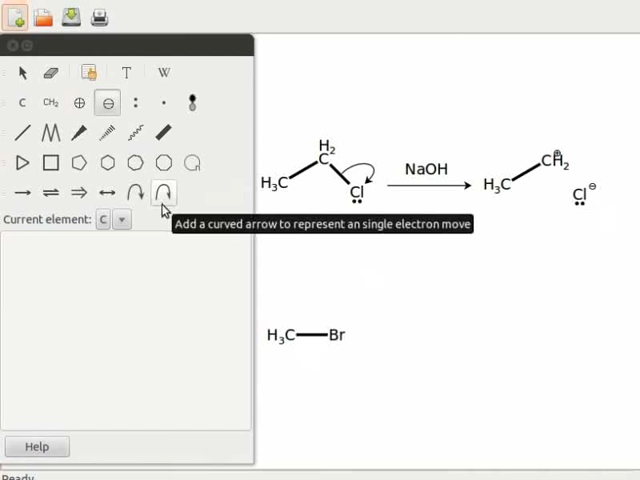 T W
C CH2
H2
C
NaOH
CH2
H3C
Cl
H3C
Cl
Current element: C
Add a curved arrow to represent an single electron move
H3C Br
Help
Ready